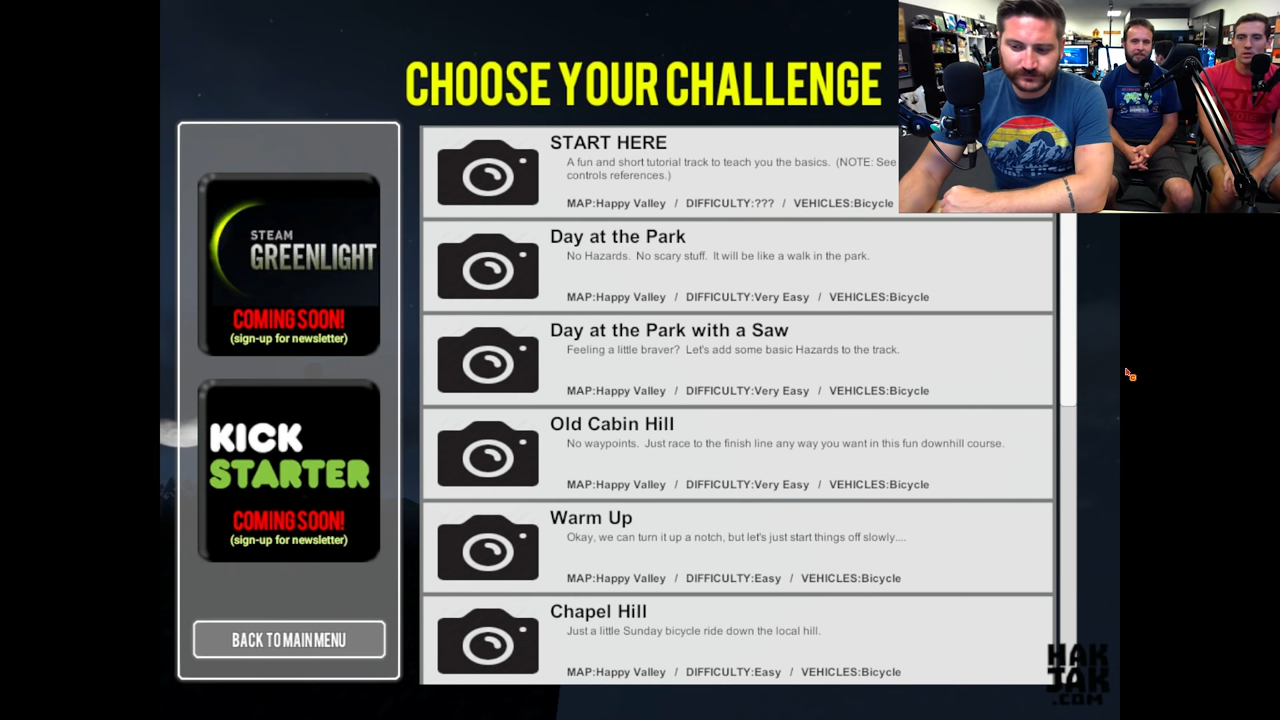 CHOOSE YOUR CHALLENGE
STEAM
GREENLIGHT
COMING SOON!
(sign-up for newsletter)
KICK
STARTER
COMING SOON!
(sign-up for newsletter)
BACK TO MAIN MENU
START HERE
A fun and short tutorial track to teach you the basics. (NOTE: See
controls references.)
MAP:Happy Valley / DIFFICULTY:??? / VEHICLES:Bicycle
Day at the Park
No Hazards. No scary stuff. It will be like a walk in the park.
MAP:Happy Valley / DIFFICULTY:Very Easy / VEHICLES:Bicycle
Day at the Park with a Saw
Feeling a little braver? Let's add some basic Hazards to the track.
MAP:Happy Valley / DIFFICULTY:Very Easy / VEHICLES:Bicycle
Old Cabin Hill
No waypoints. Just race to the finish line any way you want in this fun downhill course.
MAP:Happy Valley / DIFFICULTY:Very Easy / VEHICLES:Bicycle
Warm Up
Okay, we can turn it up a notch, but let's just start things off slowly....
MAP:Happy Valley / DIFFICULTY:Easy / VEHICLES:Bicycle
Chapel Hill
Just a little Sunday bicycle ride down the local hill.
MAP:Happy Valley / DIFFICULTY:Easy / VEHICLES:Bicycle
HAK
JAK
.COM